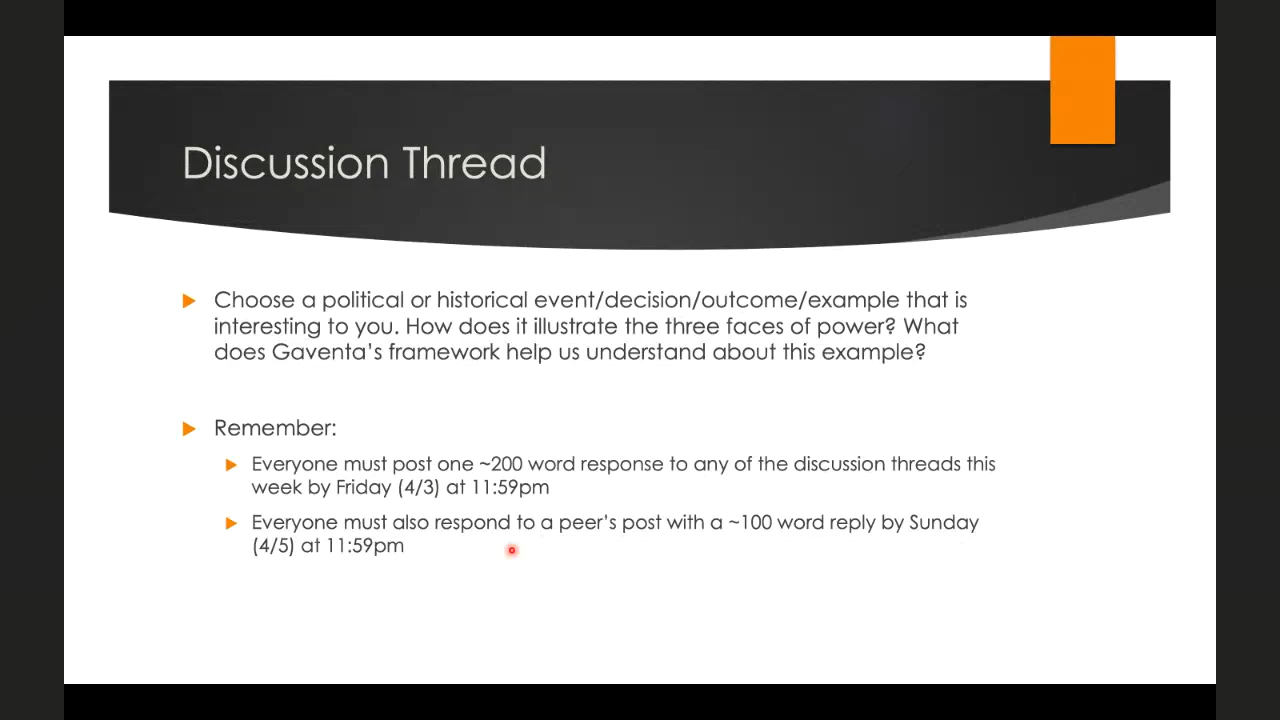 Discussion Thread
Choose a political or historical event/decision/outcome/example that is
interesting to you. How does it illustrate the three faces of power? What
does Gaventa's framework help us understand about this example?
Remember:
Everyone must post one ~200 word response to any of the discussion threads this
week by Friday (4/3) at 11:59pm
Everyone must also respond to a peer's post with a ~100 word reply by Sunday
(4/5) at 11:59pm